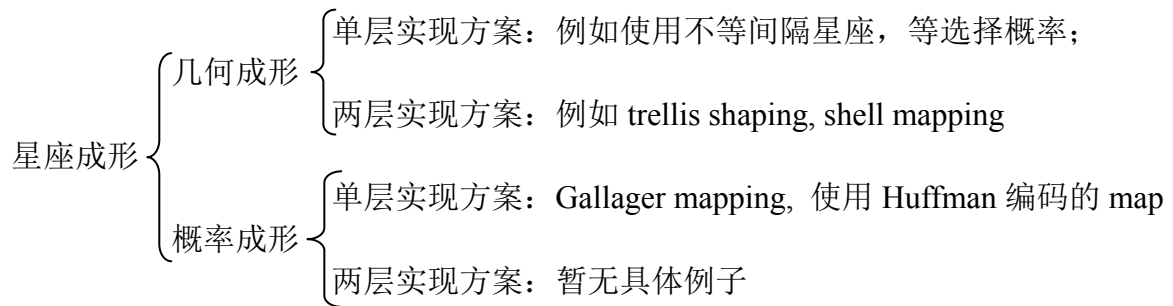 单层实现方案：例如使用不等间隔星座，等选择概率；
几何成形
两层实现方案：例如 trellis shaping, shell mapping
星座成形
单层实现方案：Gallager mapping, 使用 Huffman 编码的 map
概率成形
两层实现方案：暂无具体例子